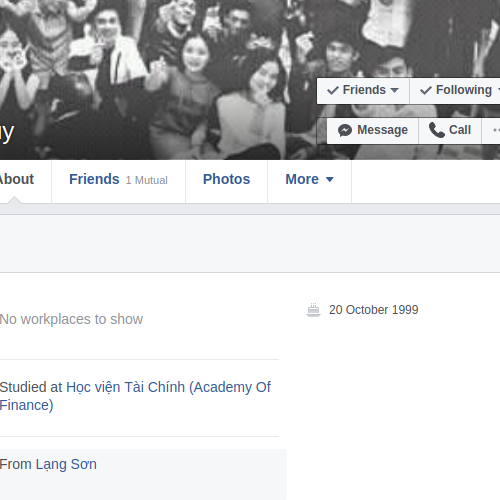 Friends
Following
Message
Call
About
Friends 1 Mutual
Photos
More
No workplaces to show
20 October 1999
Studied at Học viện Tài Chính (Academy Of
Finance)
From Lạng Sơn